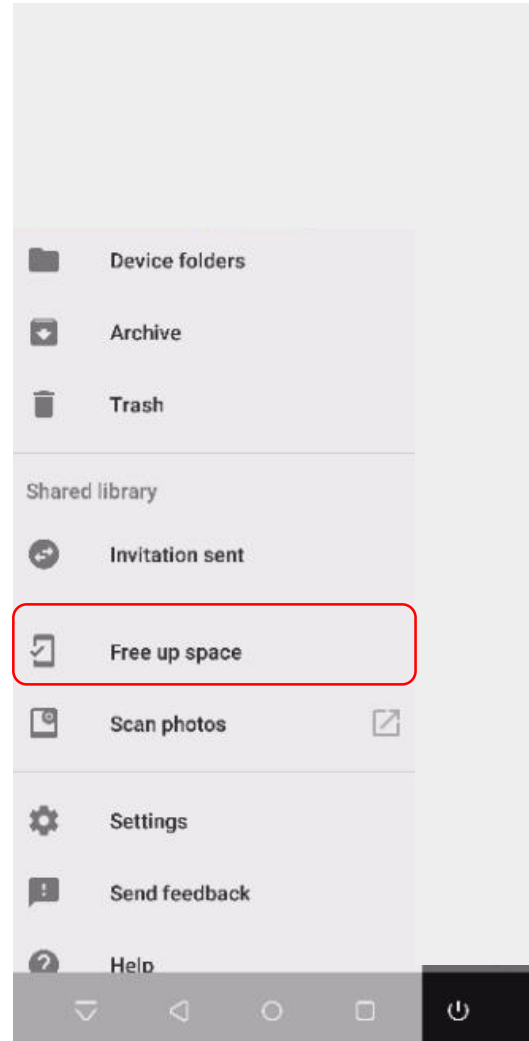 Device folders
Archive
Trash
Shared library
Invitation sent
Free up space
Scan photos
Settings
Send feedback
Help